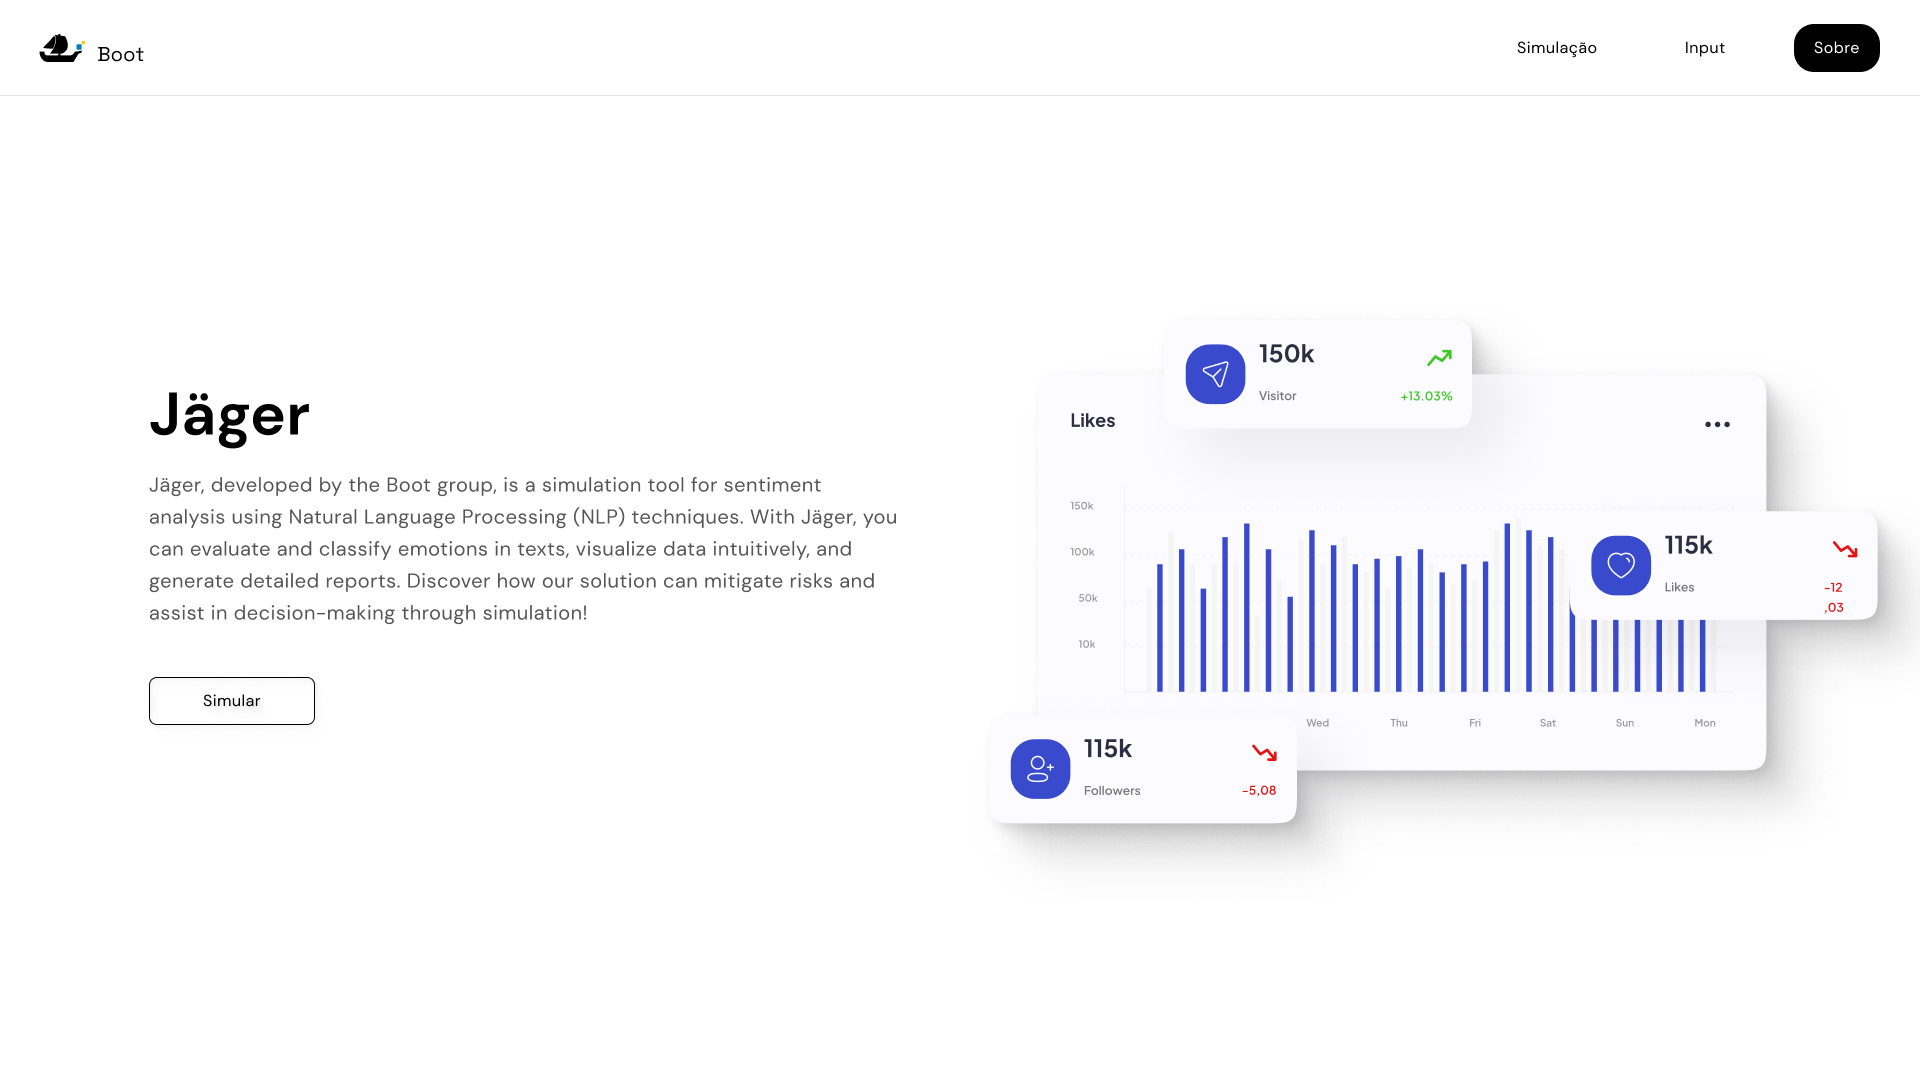 Boot
Simulação
Input
Sobre
Jäger
Jäger, developed by the Boot group, is a simulation tool for sentiment
analysis using Natural Language Processing (NLP) techniques. With Jäger, you
can evaluate and classify emotions in texts, visualize data intuitively, and
generate detailed reports. Discover how our solution can mitigate risks and
assist in decision-making through simulation!
Simular
150k
Visitor
+13.03%
Likes
150k
100k
50k
10k
Wed
Thu
Fri
Sat
Sun
Mon
115k
Likes
-12
,03
115k
Followers
-5,08